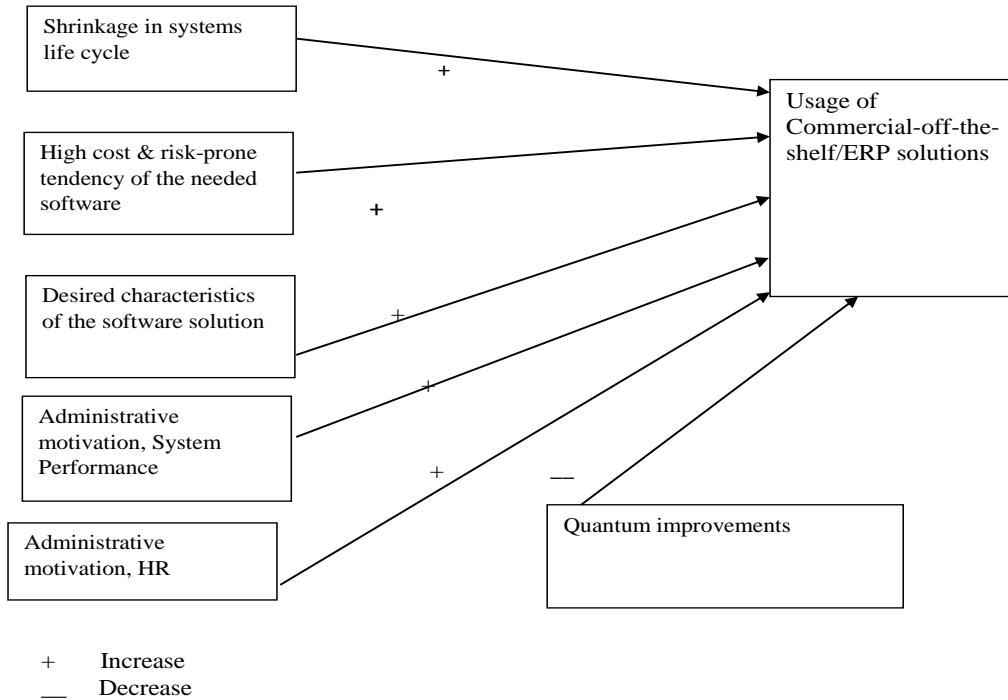 Shrinkage in systems
life cycle
+
Usage of
Commercial-off-the-
shelf/ERP solutions
High cost & risk-prone
tendency of the needed
software
+
Desired characteristics
of the software solution
+
Administrative
motivation, System
Performance
+
Administrative
motivation, HR
+
__
Quantum improvements
+ Increase
__ Decrease